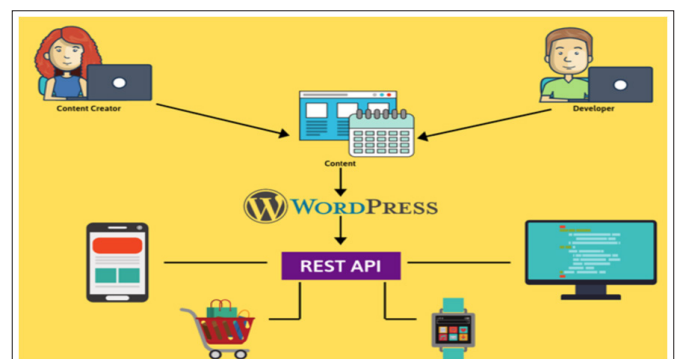 Content Creator
Developer
Content
WORDPRESS
REST API